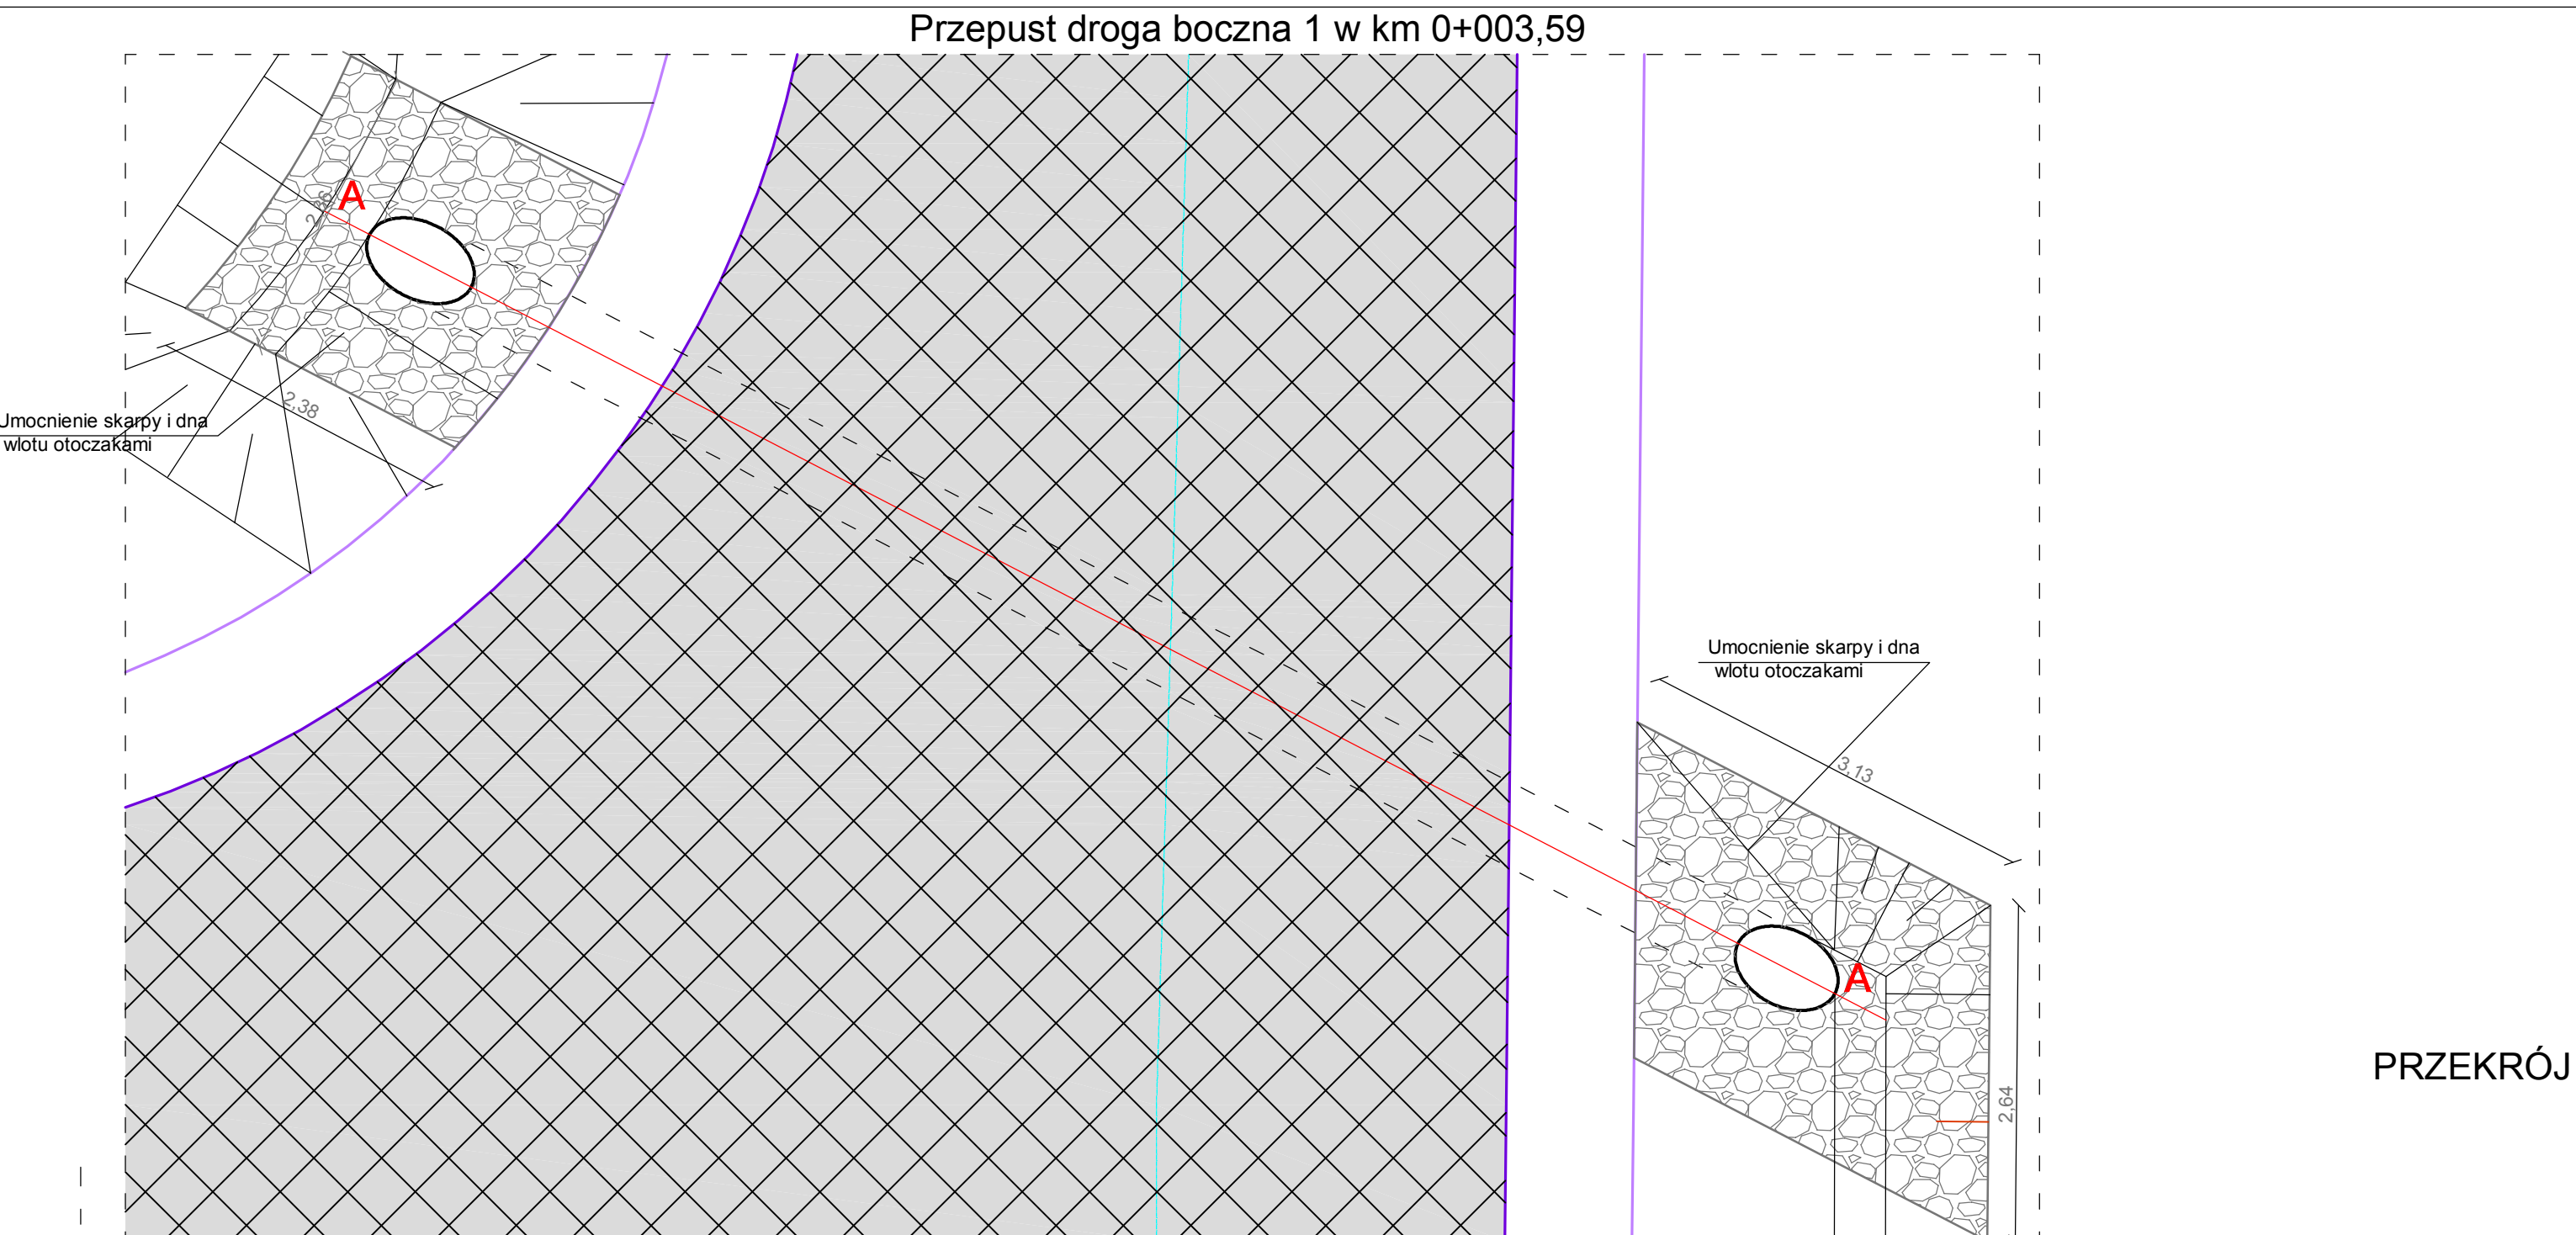 Przepust droga boczna 1 w km 0+003,59
A
2,38
Umocnienie skarpy i dna
wlotu otoczakami
Umocnienie skarpy i dna
wlotu otoczakami
3,13
A
PRZEKRÓJ
2,64